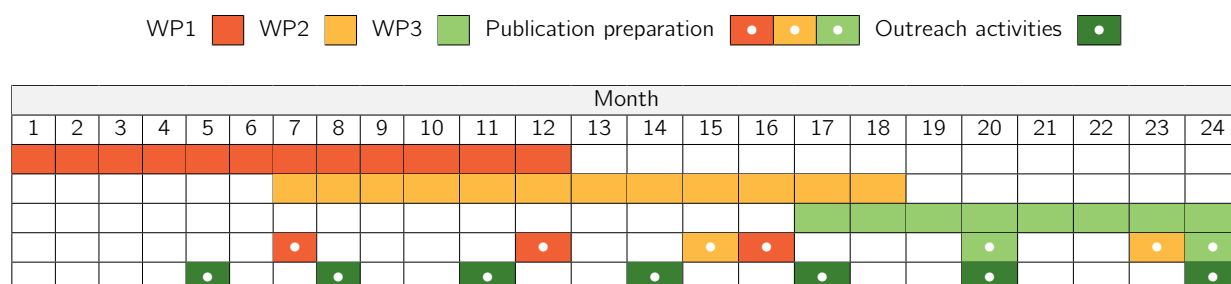 WP1 WP2 WP3 Publication preparation Outreach activities
Month
1 2 3 4 5 6 7 8 9 10 11 12 13 14 15 16 17 18 19 20 21 22 23 24